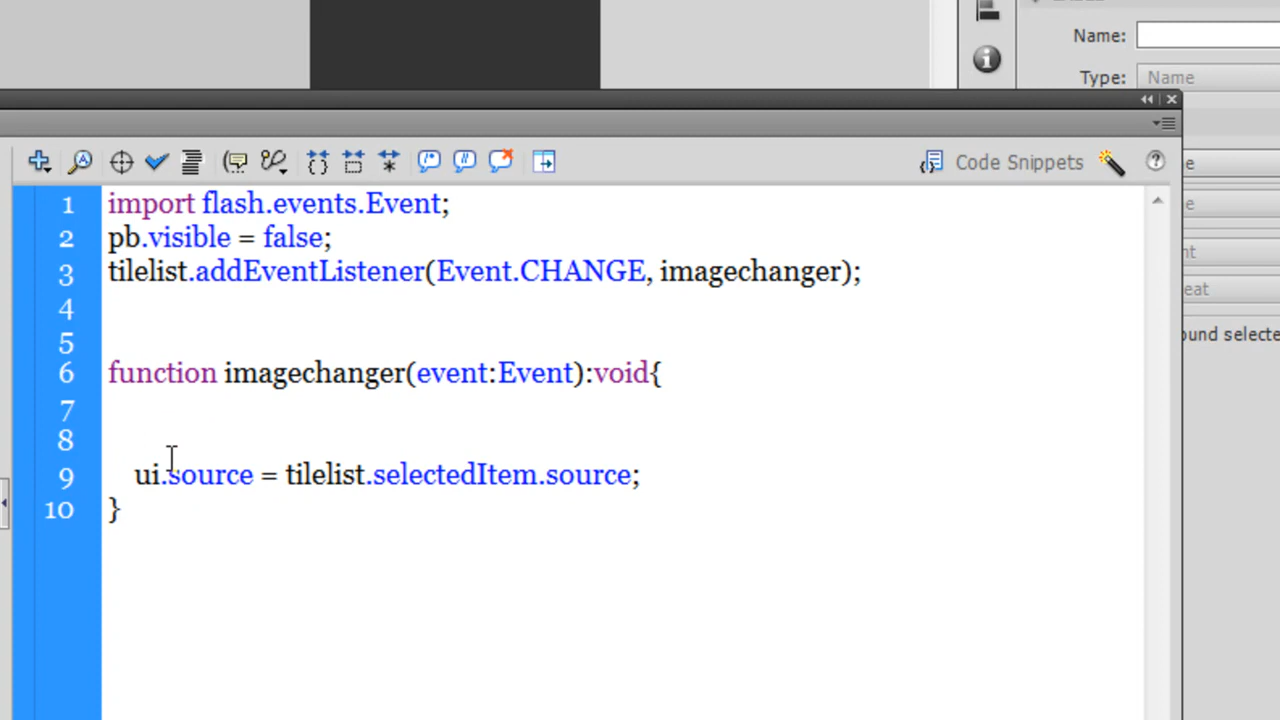 Name:
Type: Name
Code Snippets
1 import flash.events.Event;
2 pb.visible = false;
3 tilelist.addEventListener(Event.CHANGE, imagechanger);
4
5
6 function imagechanger(event:Event):void{
7
8
9 ui.source = tilelist.selectedItem.source;
10 }